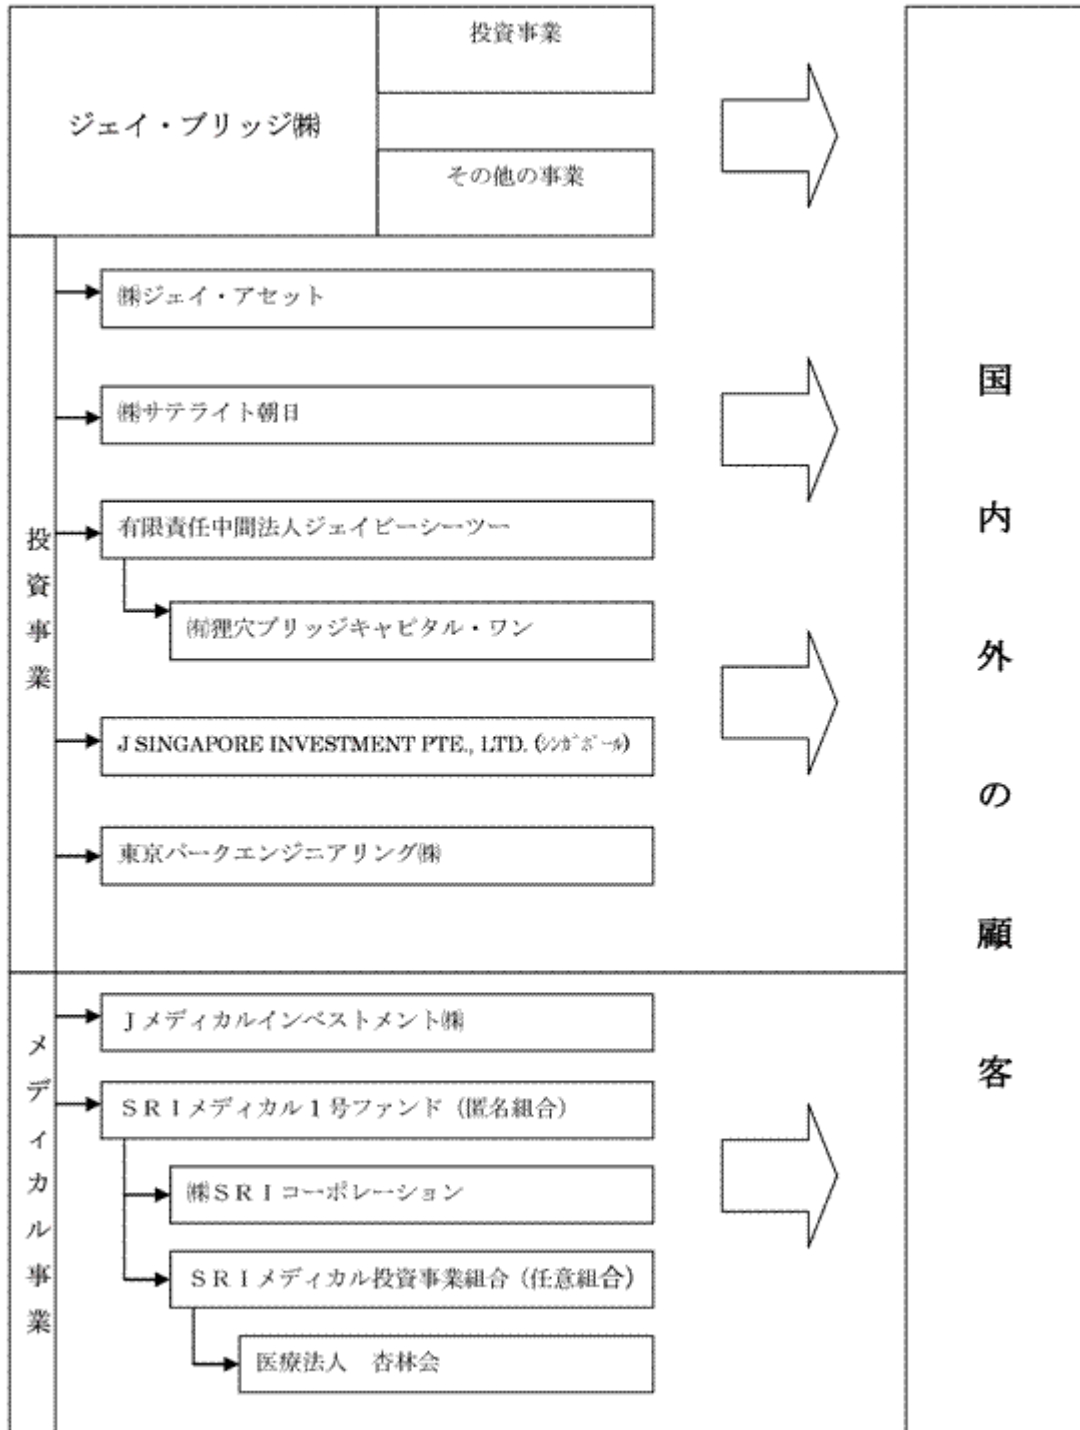 投資事業
ジェイ・ブリッジ㈱
その他の事業
㈱ジェイ・アセット
㈱サテライト朝日
有限責任中間法人ジェイビーシーツー
㈲狸穴ブリッジキャピタル・ワン
J SINGAPORE INVESTMENT PTE., LTD. (ｼﾝｶﾞﾎﾟｰﾙ)
東京パークエンジニアリング㈱
投資事業
Jメディカルインベストメント㈱
SRIメディカル1号ファンド（匿名組合）
㈱SRIコーポレーション
SRIメディカル投資事業組合（任意組合）
医療法人　杏林会
メディカル事業
国内外の顧客